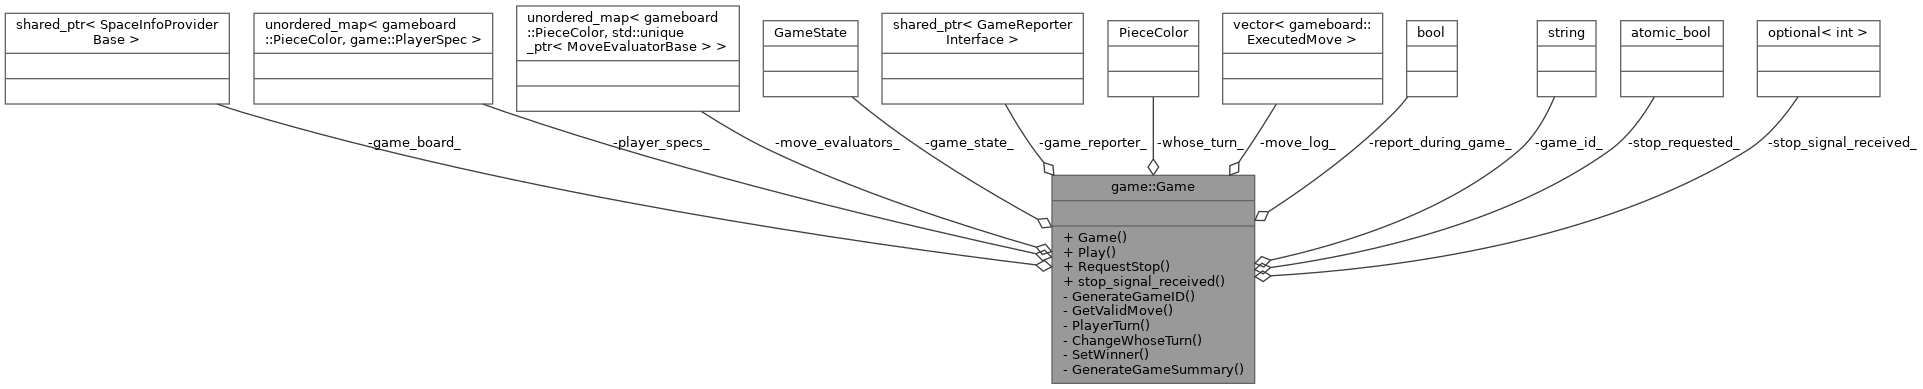 shared_ptr< SpaceInfoProvider
Base >
unordered_map< gameboard
::PieceColor, game::PlayerSpec >
unordered_map< gameboard
::PieceColor, std::unique
_ptr< MoveEvaluatorBase > >
GameState
shared_ptr< GameReporter
Interface >
PieceColor
vector< gameboard::
ExecutedMove >
bool
string
atomic_bool
optional< int >
-game_board_
-player_specs_
-move_evaluators_
-game_state_
-game_reporter_
-whose_turn_
-move_log_
-report_during_game_
-game_id_
-stop_requested_
-stop_signal_received_
game::Game
+ Game()
+ Play()
+ RequestStop()
+ stop_signal_received()
- GenerateGameID()
- GetValidMove()
- PlayerTurn()
- ChangeWhoseTurn()
- SetWinner()
- GenerateGameSummary()